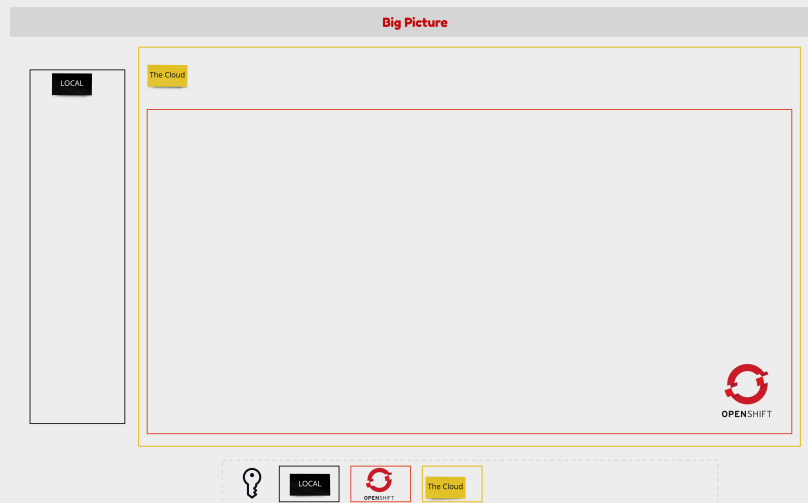 Big Picture
LOCAL
The Cloud
OPENSHIFT
LOCAL
OPENSHIFT
The Cloud